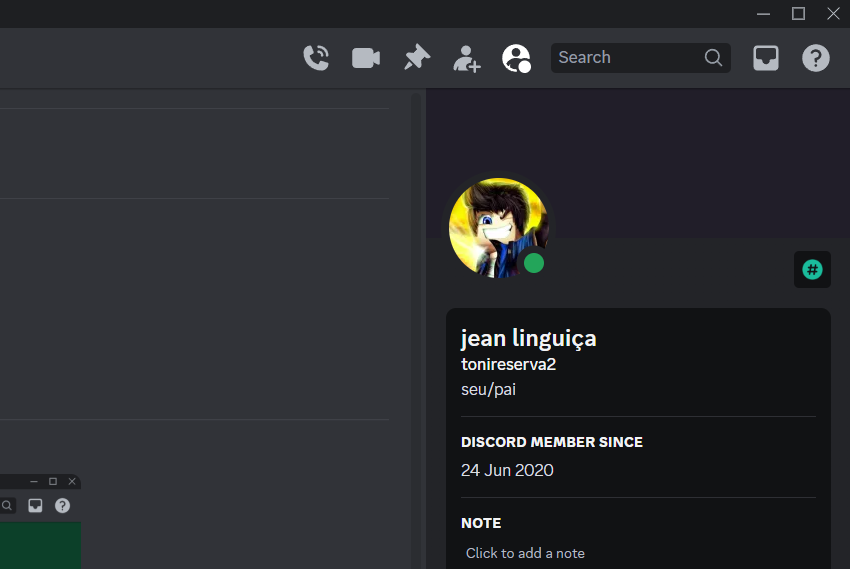 Search
jean linguiça
tonireserva2
seu/pai
DISCORD MEMBER SINCE
24 Jun 2020
NOTE
Click to add a note